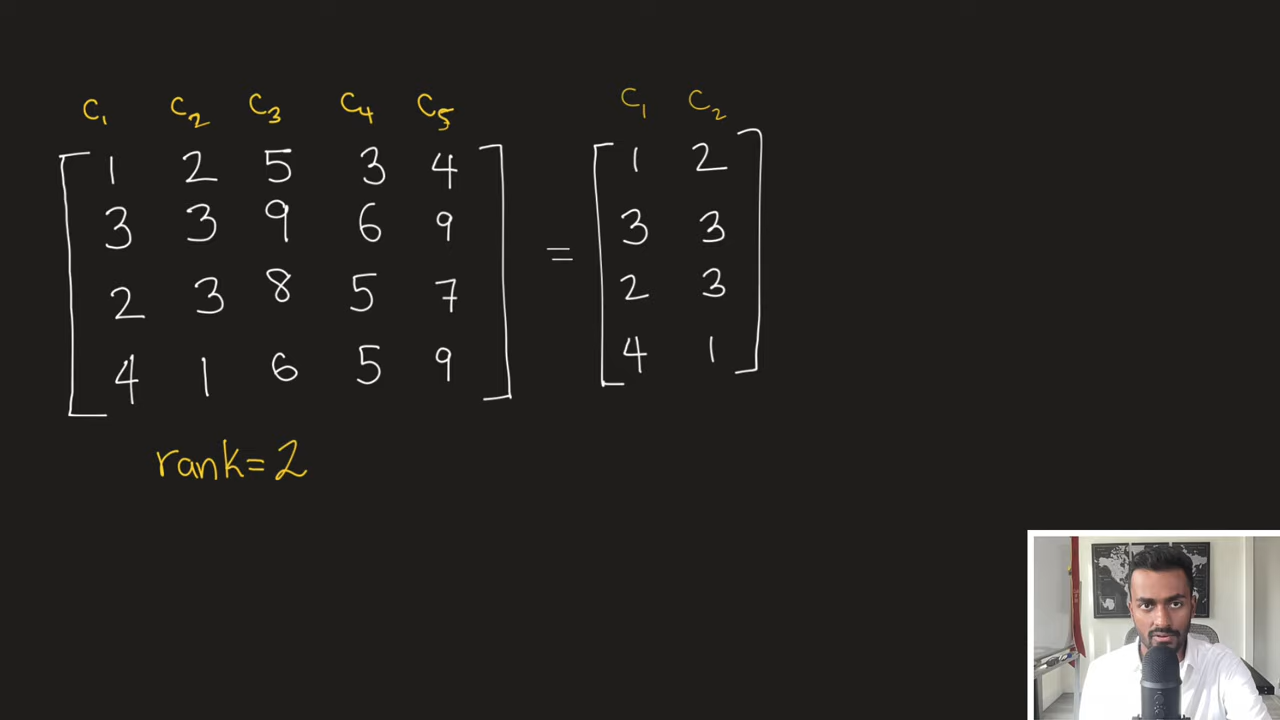 C₁ C₂ C₃ C₄ C₅ C₁ C₂
1 2 5 3 4 1 2
3 3 9 6 9 3 3
= 
2 3 8 5 7 2 3
4 1 6 5 9 4 1
rank=2